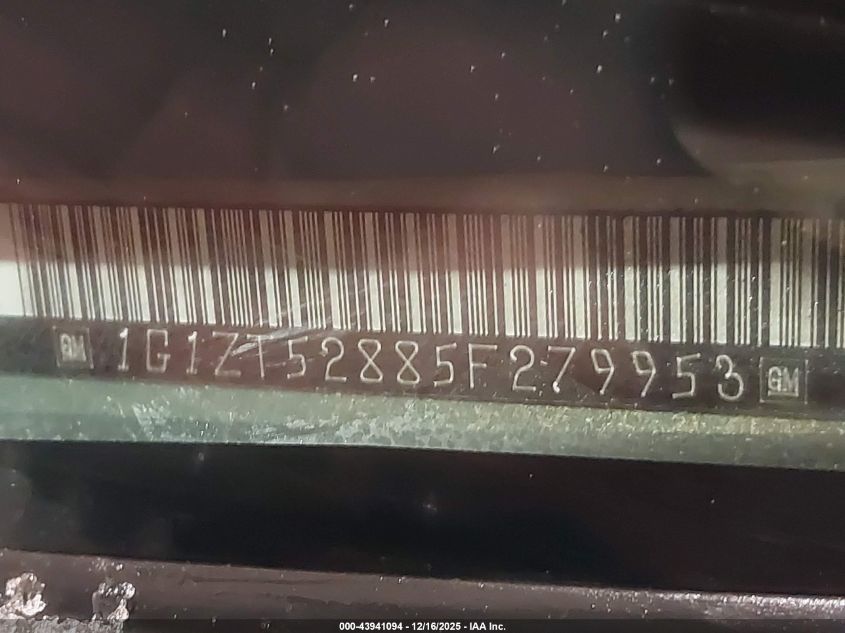 GM 1G1ZT52885F279953 GM
000-43941094 - 12/16/2025 - IAA Inc.